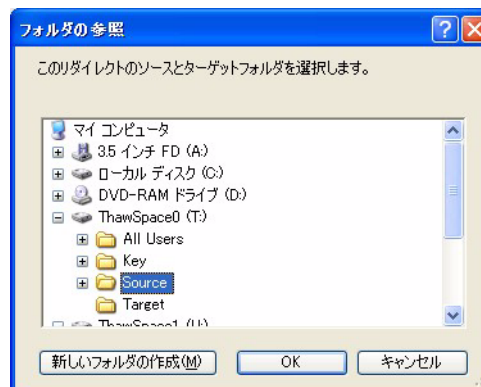 フォルダの参照
このリダイレクトのソースとターゲットフォルダを選択します。
マイ コンピュータ
3.5 インチ FD (A:)
ローカル ディスク (C:)
DVD-RAM ドライブ (D:)
ThawSpace0 (T:)
All Users
Key
Source
Target
ThawSpace1 (U:)
新しいフォルダの作成(M)
OK
キャンセル